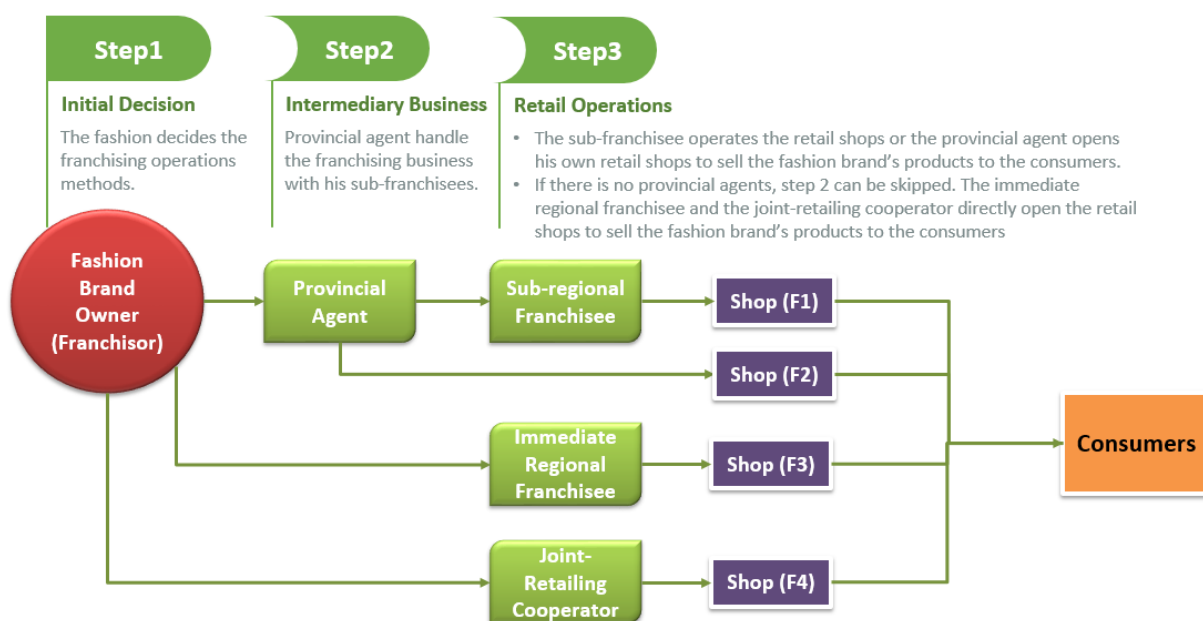 Step1
Step2
Step3
Initial Decision
The fashion decides the
franchising operations
methods.
Intermediary Business
Provincial agent handle
the franchising business
with his sub-franchisees.
Retail Operations
• The sub-franchisee operates the retail shops or the provincial agent opens
his own retail shops to sell the fashion brand's products to the consumers.
• If there is no provincial agents, step 2 can be skipped. The immediate
regional franchisee and the joint-retailing cooperator directly open the retail
shops to sell the fashion brand's products to the consumers
Fashion
Brand
Owner
(Franchisor)
Provincial
Agent
Sub-regional
Franchisee
Shop (F1)
Shop (F2)
Immediate
Regional
Franchisee
Shop (F3)
Joint-
Retailing
Cooperator
Shop (F4)
Consumers